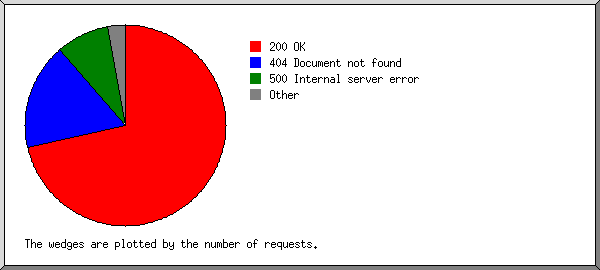 200 OK
404 Document not found
500 Internal server error
Other
The wedges are plotted by the number of requests.